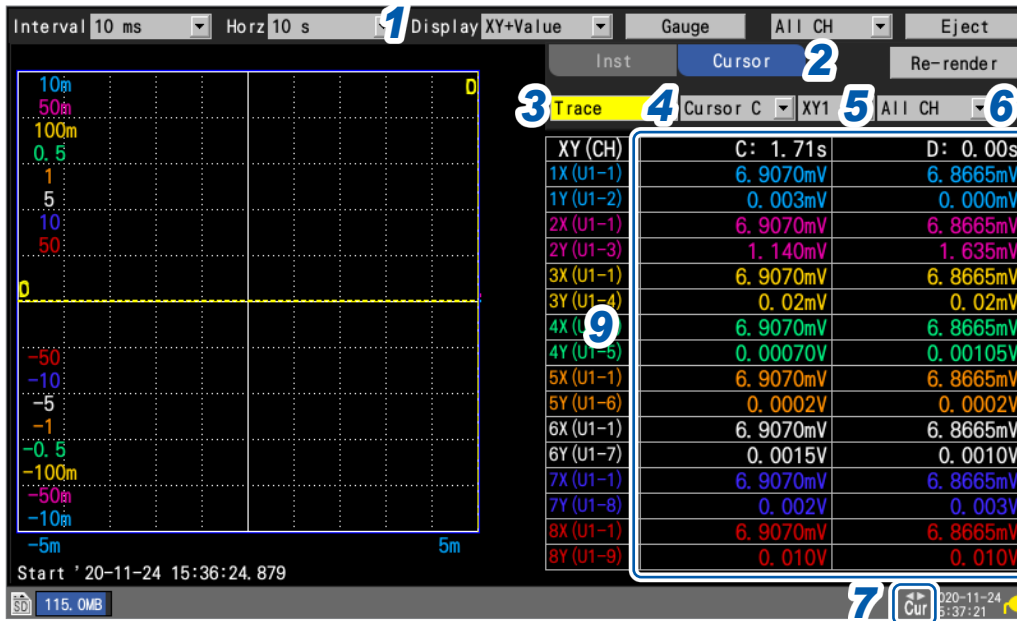 Interval 10 ms Horz 10 s 1 Display XY+Value Gauge All CH Eject
Inst Cursor 2 Re-render
3 Trace 4 Cursor C XY1 5 All CH 6
10m
50m
100m
0.5
1
5
10
50
D
D
-50
-10
-5
-1
-0.5
-100m
-50m
-10m
-5m 5m
Start '20-11-24 15:36:24.879
XY(CH) C: 1.71s D: 0.00s
1X(U1-1) 6.9070mV 6.8665mV
1Y(U1-2) 0.003mV 0.000mV
2X(U1-1) 6.9070mV 6.8665mV
2Y(U1-3) 1.140mV 1.635mV
3X(U1-1) 6.9070mV 6.8665mV
3Y(U1-4) 0.02mV 0.02mV
4X(U 9 6.9070mV 6.8665mV
4Y(U1-5) 0.00070V 0.00105V
5X(U1-1) 6.9070mV 6.8665mV
5Y(U1-6) 0.0002V 0.0002V
6X(U1-1) 6.9070mV 6.8665mV
6Y(U1-7) 0.0015V 0.0010V
7X(U1-1) 6.9070mV 6.8665mV
7Y(U1-8) 0.002V 0.003V
8X(U1-1) 6.9070mV 6.8665mV
8Y(U1-9) 0.010V 0.010V
SD 115.0MB 7 Cur 020-11-24
5:37:21